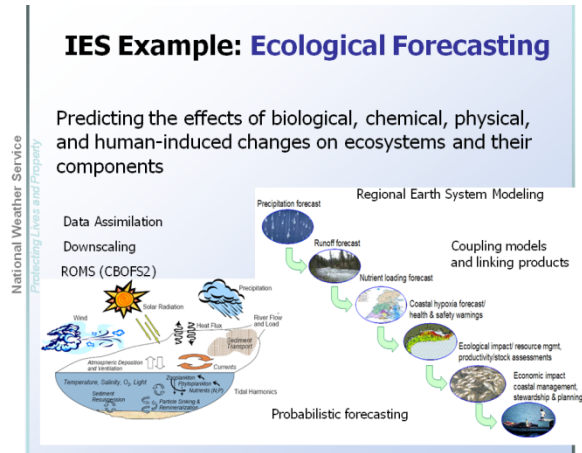 IES Example: Ecological Forecasting
Predicting the effects of biological, chemical, physical,
and human-induced changes on ecosystems and their
components
National Weather Service
Protecting Lives and Property
Data Assimilation
Downscaling
ROMS (CBOFS2)
Solar Radiation
Precipitation
Wind
Heat Flux
River Flow
and Load
Sediment
Transport
Atmospheric Deposition
and Ventilation
Currents
Temperature, Salinity, O2, Light
Zooplankton
Phytoplankton
Nutrients (N,P)
Tidal Harmonics
Sediment
Resuspension
Particle Sinking &
Remineralization
Regional Earth System Modeling
Precipitation forecast
Runoff forecast
Coupling models
and linking products
Nutrient loading forecast
Coastal hypoxia forecast/
health & safety warnings
Ecological impact/ resource mgmt,
productivity/stock assessments
Economic impact
coastal management,
stewardship & planning
Probabilistic forecasting